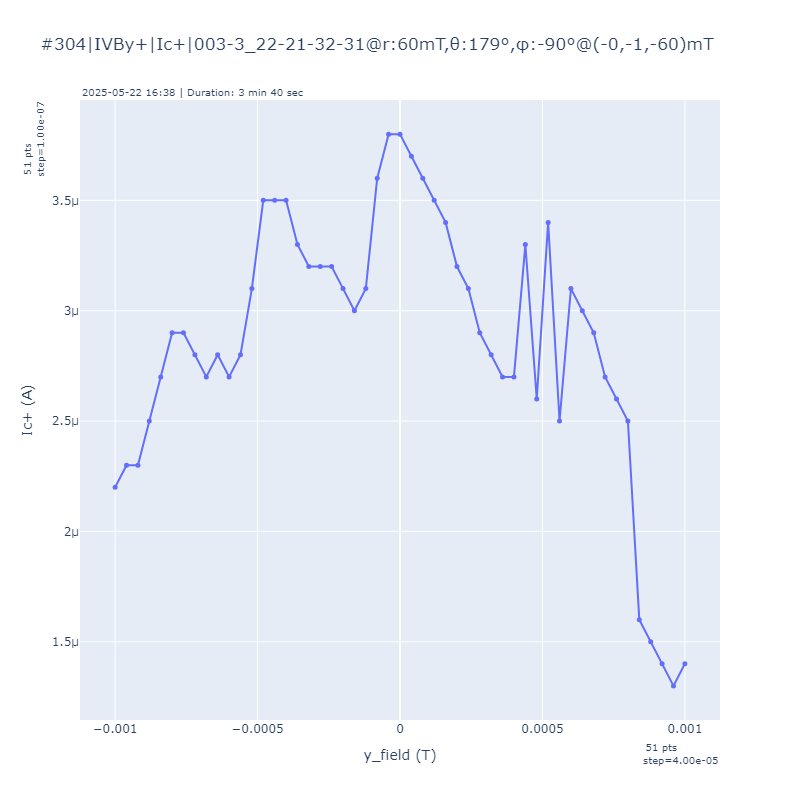 #304|IVBy+|Ic+|003-3_22-21-32-31@r:60mT,θ:179°,φ:-90°@(-0,-1,-60)mT
2025-05-22 16:38 | Duration: 3 min 40 sec
51 pts
step=1.00e-07
3.5μ
3μ
2.5μ
2μ
1.5μ
Ic+ (A)
−0.001
−0.0005
0
0.0005
0.001
y_field (T)
51 pts
step=4.00e-05